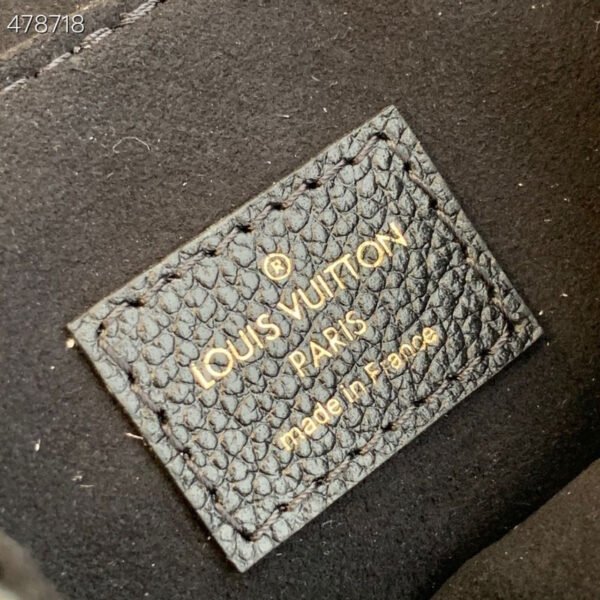 478718
®
LOUIS VUITTON
PARIS
made in France